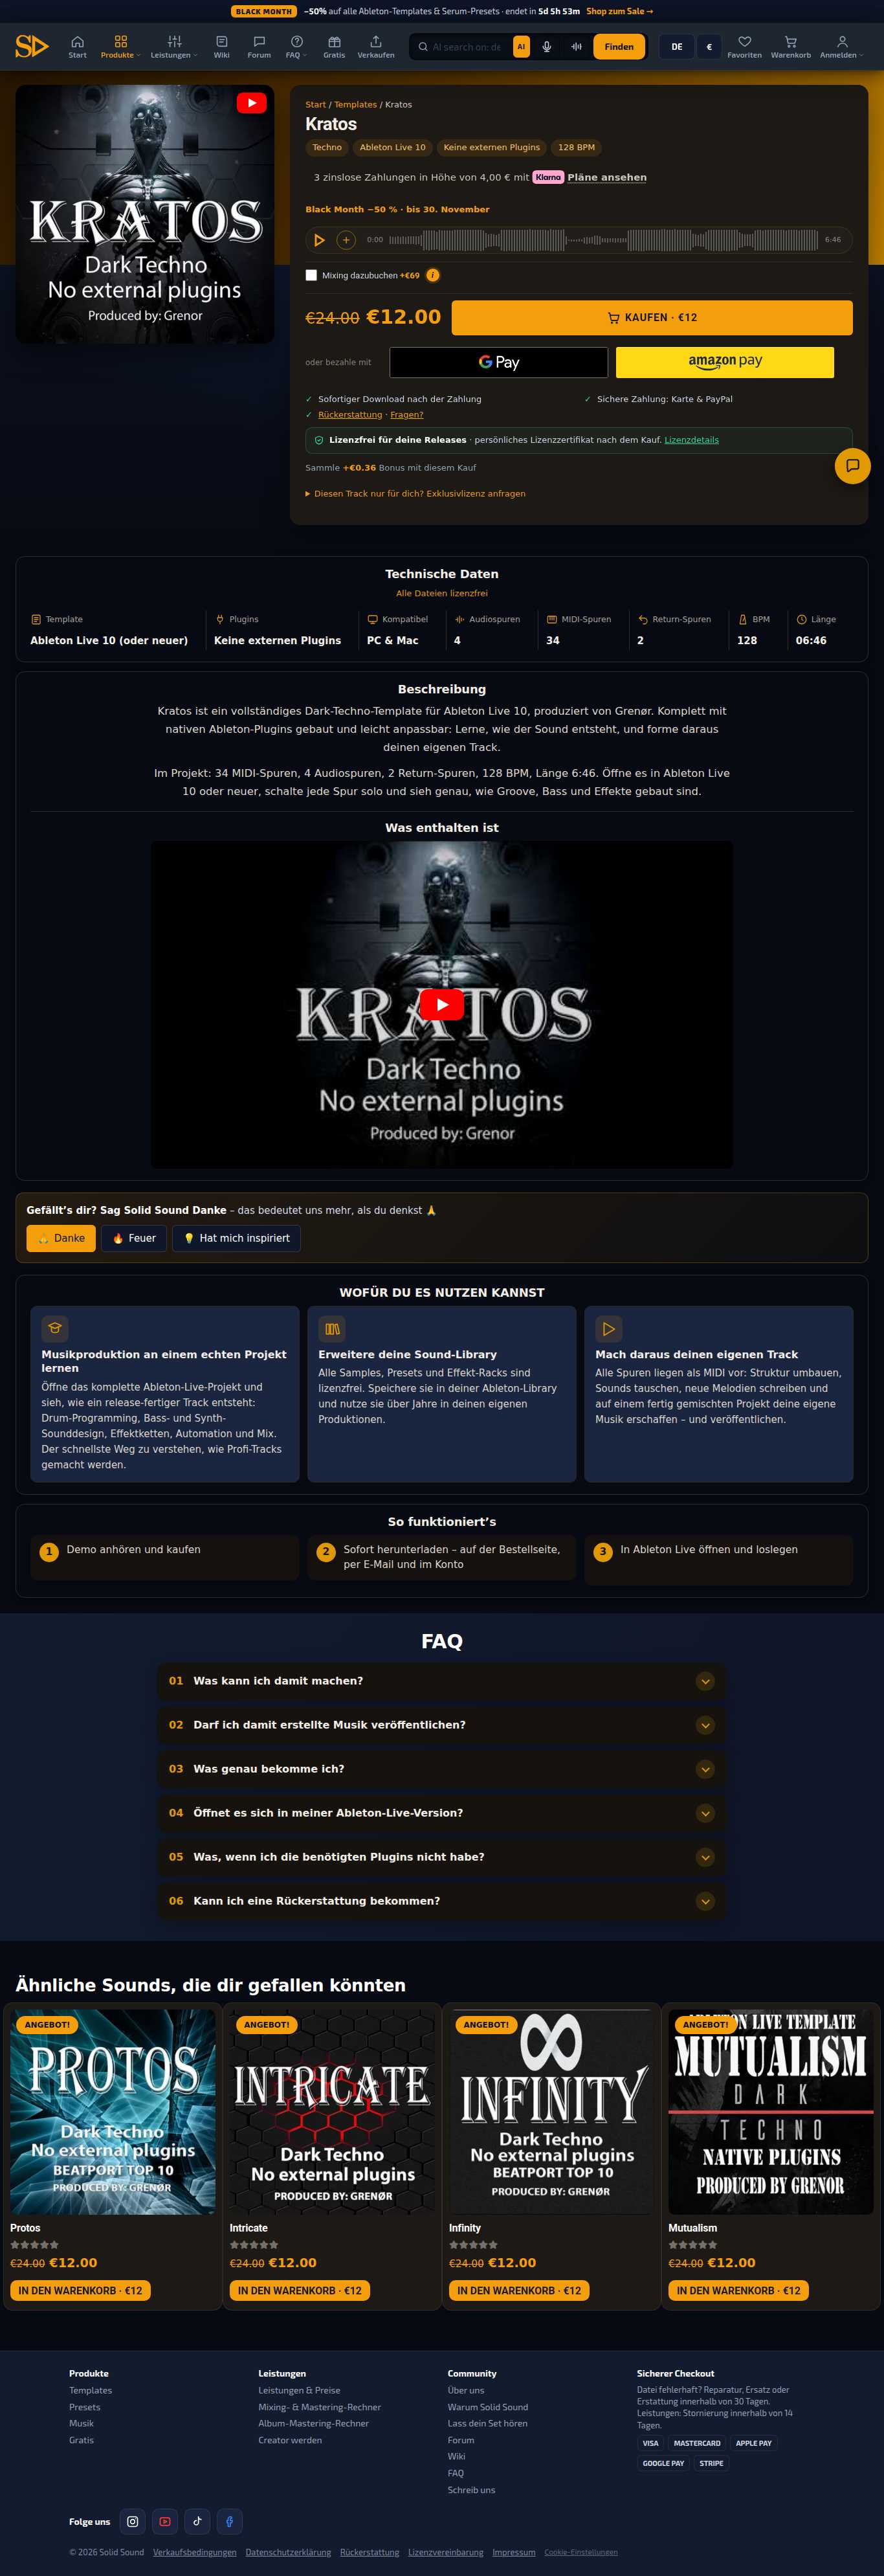 BLACK MONTH −50% auf alle Ableton-Templates & Serum-Presets · endet in 5d 5h 53m Shop zum Sale →
Start
Produkte
Leistungen
Wiki
Forum
FAQ
Gratis
Verkaufen
AI
Finden
DE
€
Favoriten
Warenkorb
Anmelden
KRATOS
Dark Techno
No external plugins
Produced by: Grenor
Start / Templates / Kratos
Kratos
Techno
Ableton Live 10
Keine externen Plugins
128 BPM
3 zinslose Zahlungen in Höhe von 4,00 € mit Klarna Pläne ansehen
Black Month −50 % · bis 30. November
0:00
6:46
Mixing dazubuchen +€69 i
€24.00 €12.00
KAUFEN · €12
oder bezahle mit
G Pay
amazon pay
✓ Sofortiger Download nach der Zahlung
✓ Sichere Zahlung: Karte & PayPal
✓ Rückerstattung · Fragen?
Lizenzfrei für deine Releases · persönliches Lizenzzertifikat nach dem Kauf. Lizenzdetails
Sammle +€0.36 Bonus mit diesem Kauf
Diesen Track nur für dich? Exklusivlizenz anfragen
Technische Daten
Alle Dateien lizenzfrei
Template
Ableton Live 10 (oder neuer)
Plugins
Keine externen Plugins
Kompatibel
PC & Mac
Audiospuren
4
MIDI-Spuren
34
Return-Spuren
2
BPM
128
Länge
06:46
Beschreibung
Kratos ist ein vollständiges Dark-Techno-Template für Ableton Live 10, produziert von Grenør. Komplett mit
nativen Ableton-Plugins gebaut und leicht anpassbar: Lerne, wie der Sound entsteht, und forme daraus
deinen eigenen Track.
Im Projekt: 34 MIDI-Spuren, 4 Audiospuren, 2 Return-Spuren, 128 BPM, Länge 6:46. Öffne es in Ableton Live
10 oder neuer, schalte jede Spur solo und sieh genau, wie Groove, Bass und Effekte gebaut sind.
Was enthalten ist
KRATOS
Dark Techno
No external plugins
Produced by: Grenor
Gefällt's dir? Sag Solid Sound Danke – das bedeutet uns mehr, als du denkst 🙏
🙏 Danke
🔥 Feuer
💡 Hat mich inspiriert
WOFÜR DU ES NUTZEN KANNST
Musikproduktion an einem echten Projekt
lernen
Öffne das komplette Ableton-Live-Projekt und
sieh, wie ein release-fertiger Track entsteht:
Drum-Programming, Bass- und Synth-
Sounddesign, Effektketten, Automation und Mix.
Der schnellste Weg zu verstehen, wie Profi-Tracks
gemacht werden.
Erweitere deine Sound-Library
Alle Samples, Presets und Effekt-Racks sind
lizenzfrei. Speichere sie in deiner Ableton-Library
und nutze sie über Jahre in deinen eigenen
Produktionen.
Mach daraus deinen eigenen Track
Alle Spuren liegen als MIDI vor: Struktur umbauen,
Sounds tauschen, neue Melodien schreiben und
auf einem fertig gemischten Projekt deine eigene
Musik erschaffen – und veröffentlichen.
So funktioniert's
1 Demo anhören und kaufen
2 Sofort herunterladen – auf der Bestellseite,
per E-Mail und im Konto
3 In Ableton Live öffnen und loslegen
FAQ
01 Was kann ich damit machen?
02 Darf ich damit erstellte Musik veröffentlichen?
03 Was genau bekomme ich?
04 Öffnet es sich in meiner Ableton-Live-Version?
05 Was, wenn ich die benötigten Plugins nicht habe?
06 Kann ich eine Rückerstattung bekommen?
Ähnliche Sounds, die dir gefallen könnten
ANGEBOT!
PROTOS
Dark Techno
No external plugins
BEATPORT TOP 10
PRODUCED BY: GRENØR
Protos
€24.00 €12.00
IN DEN WARENKORB · €12
ANGEBOT!
INTRICATE
Dark Techno
No external plugins
PRODUCED BY: GRENØR
Intricate
€24.00 €12.00
IN DEN WARENKORB · €12
ANGEBOT!
INFINITY
Dark Techno
No external plugins
BEATPORT TOP 10
PRODUCED BY: GRENØR
Infinity
€24.00 €12.00
IN DEN WARENKORB · €12
ANGEBOT!
LIVE TEMPLATE
MUTUALISM
DARK
TECHNO
NATIVE PLUGINS
PRODUCED BY GRENØR
Mutualism
€24.00 €12.00
IN DEN WARENKORB · €12
Produkte
Templates
Presets
Musik
Gratis
Leistungen
Leistungen & Preise
Mixing- & Mastering-Rechner
Album-Mastering-Rechner
Creator werden
Community
Über uns
Warum Solid Sound
Lass dein Set hören
Forum
Wiki
FAQ
Schreib uns
Sicherer Checkout
Datei fehlerhaft? Reparatur, Ersatz oder
Erstattung innerhalb von 30 Tagen.
Leistungen: Stornierung innerhalb von 14
Tagen.
VISA
MASTERCARD
APPLE PAY
GOOGLE PAY
STRIPE
Folge uns
© 2026 Solid Sound Verkaufsbedingungen Datenschutzerklärung Rückerstattung Lizenzvereinbarung Impressum Cookie-Einstellungen